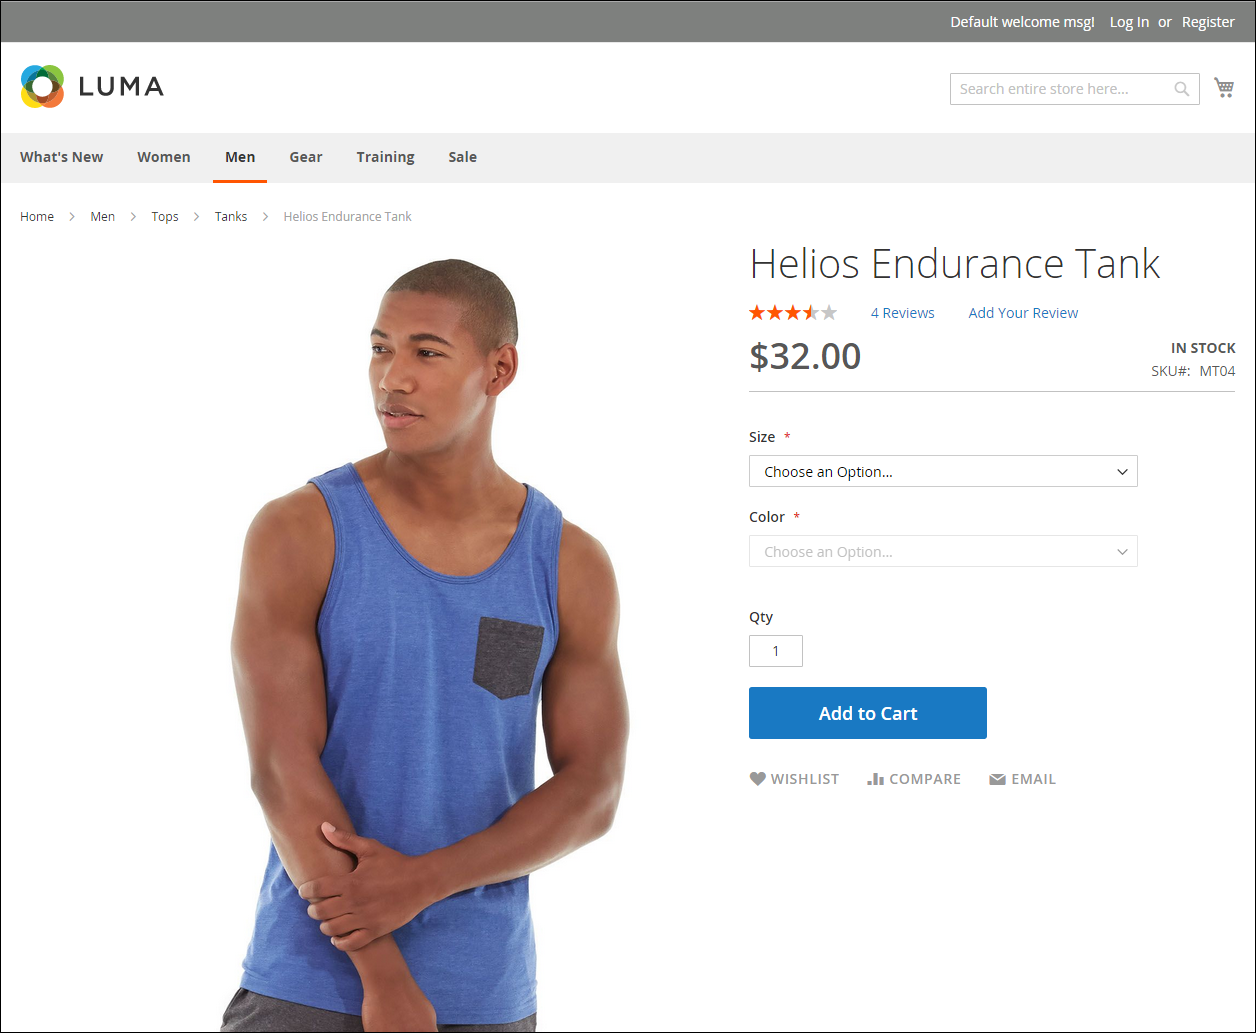 Default welcome msg! Log In or Register
LUMA
Search entire store here...
What's New Women Men Gear Training Sale
Home > Men > Tops > Tanks > Helios Endurance Tank
Helios Endurance Tank
4 Reviews Add Your Review
$32.00
IN STOCK
SKU#: MT04
Size *
Choose an Option...
Color *
Choose an Option...
Qty
1
Add to Cart
WISHLIST COMPARE EMAIL